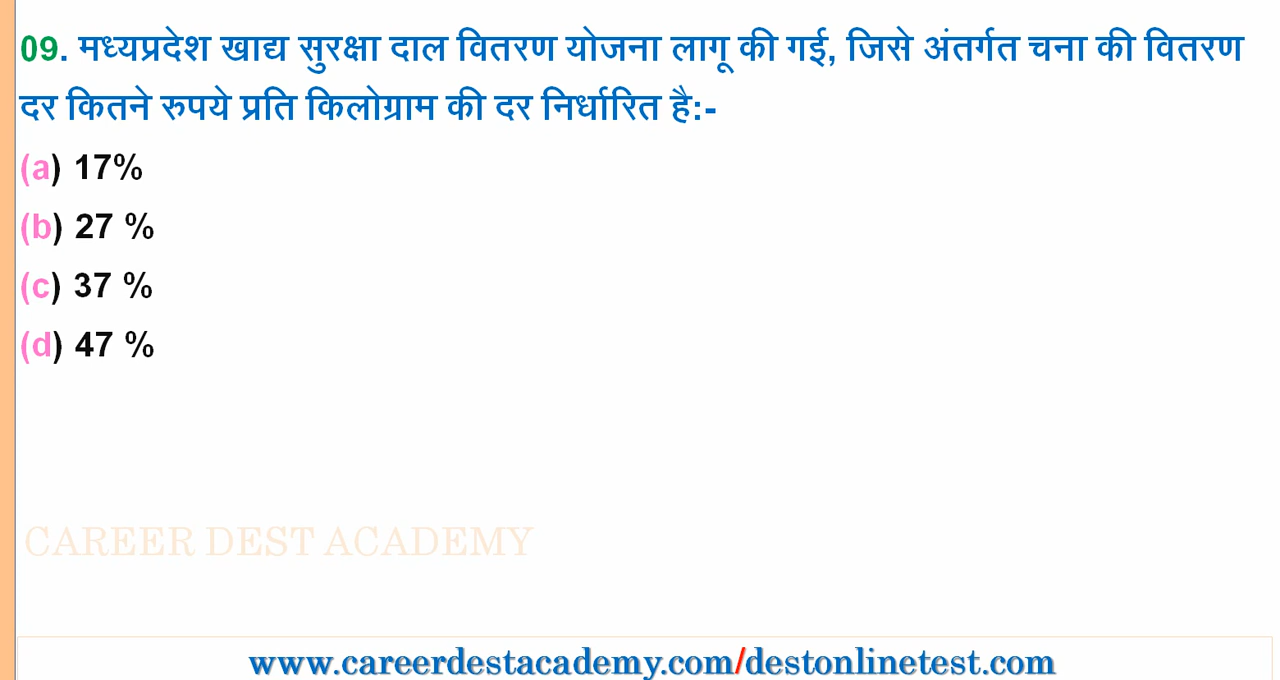 09. मध्यप्रदेश खाद्य सुरक्षा दाल वितरण योजना लागू की गई, जिसे अंतर्गत चना की वितरण
दर कितने रुपये प्रति किलोग्राम की दर निर्धारित है:-
(a) 17%
(b) 27 %
(c) 37 %
(d) 47 %
CAREER DEST ACADEMY
www.careerdestacademy.com/destonlinetest.com